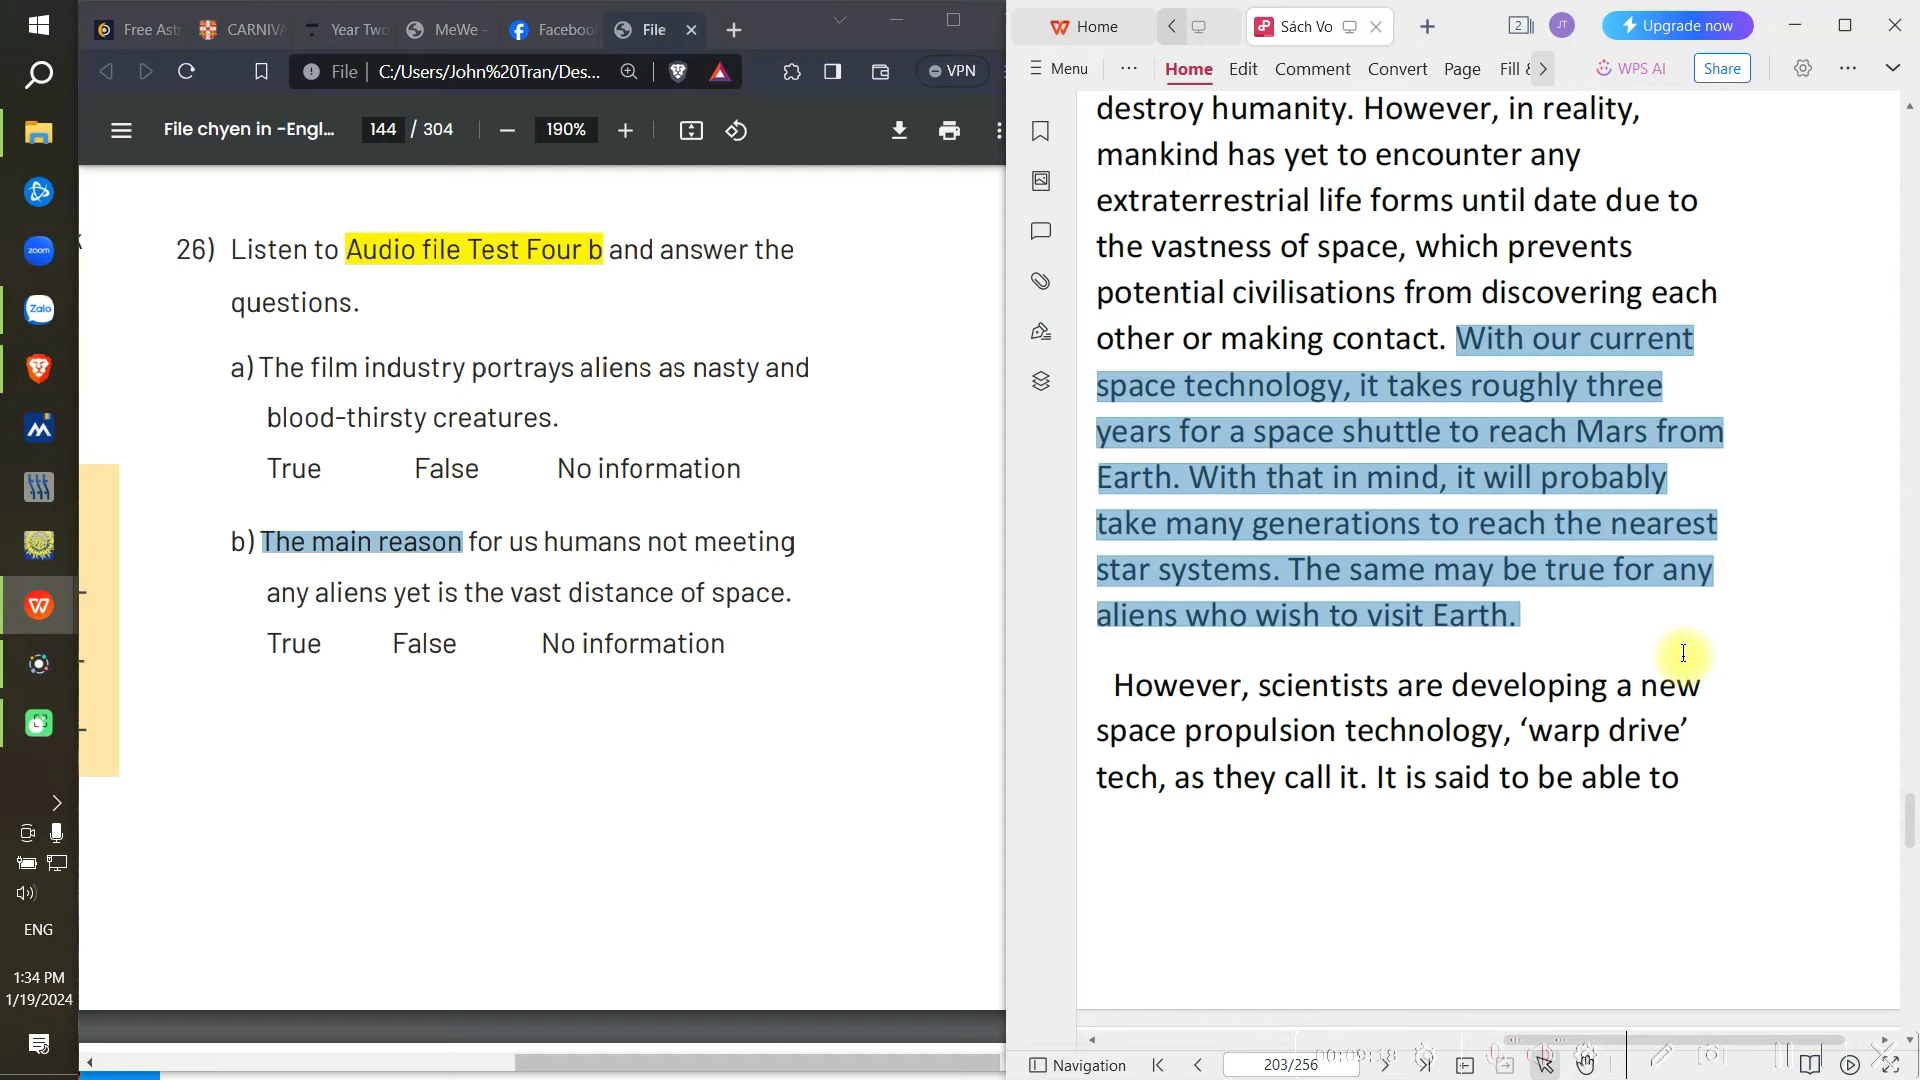 Free Astr
CARNIVA
Year Two
MeWe -
Facebook
File
File
C:/Users/John%20Tran/Des...
VPN
File chyen in -Engl...
144 / 304
190%
26) Listen to Audio file Test Four b and answer the
questions.
a) The film industry portrays aliens as nasty and
blood-thirsty creatures.
True False No information
b) The main reason for us humans not meeting
any aliens yet is the vast distance of space.
True False No information
Home
Sách Vo
2
JT
Upgrade now
Menu
Home Edit Comment Convert Page Fill &
WPS AI
Share
destroy humanity. However, in reality,
mankind has yet to encounter any
extraterrestrial life forms until date due to
the vastness of space, which prevents
potential civilisations from discovering each
other or making contact. With our current
space technology, it takes roughly three
years for a space shuttle to reach Mars from
Earth. With that in mind, it will probably
take many generations to reach the nearest
star systems. The same may be true for any
aliens who wish to visit Earth.
However, scientists are developing a new
space propulsion technology, ‘warp drive’
tech, as they call it. It is said to be able to
Navigation
203/256
00:09:18
zoom
Zalo
ENG
1:34 PM
1/19/2024